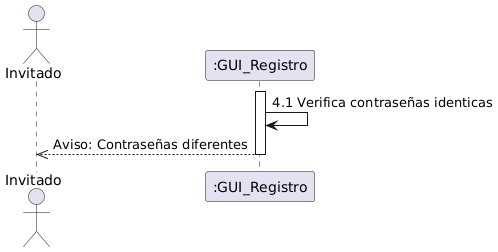 Invitado
:GUI_Registro
4.1 Verifica contraseñas identicas
Aviso: Contraseñas diferentes
Invitado
:GUI_Registro